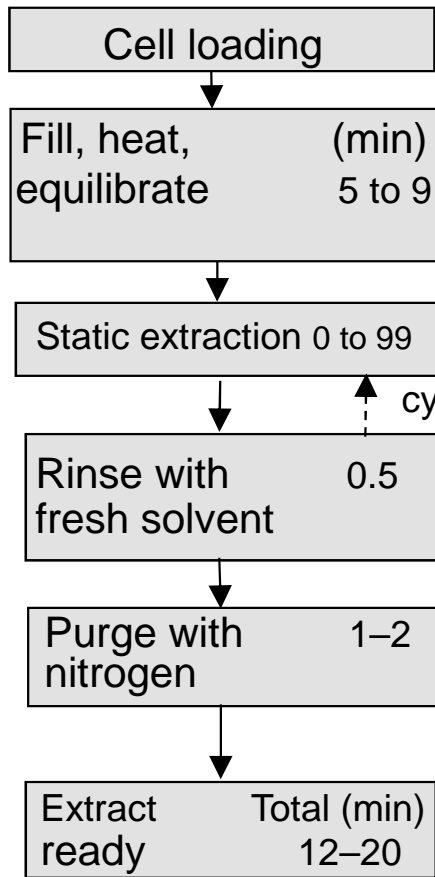 Cell loading
Fill, heat, (min)
equilibrate 5 to 9
Static extraction 0 to 99
cy
Rinse with 0.5
fresh solvent
Purge with 1–2
nitrogen
Extract Total (min)
ready 12–20